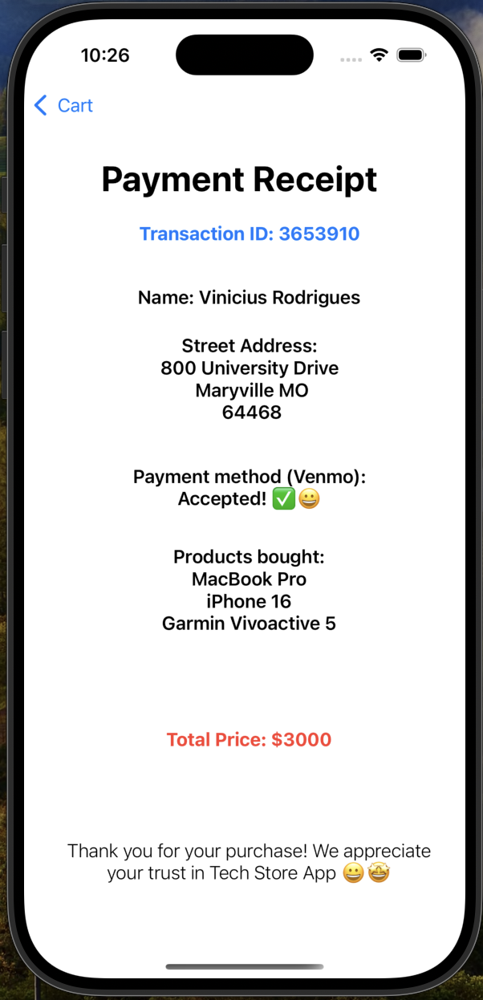 10:26
Cart
Payment Receipt
Transaction ID: 3653910
Name: Vinicius Rodrigues
Street Address:
800 University Drive
Maryville MO
64468
Payment method (Venmo):
Accepted! ✅😀
Products bought:
MacBook Pro
iPhone 16
Garmin Vivoactive 5
Total Price: $3000
Thank you for your purchase! We appreciate
your trust in Tech Store App 😀🤩